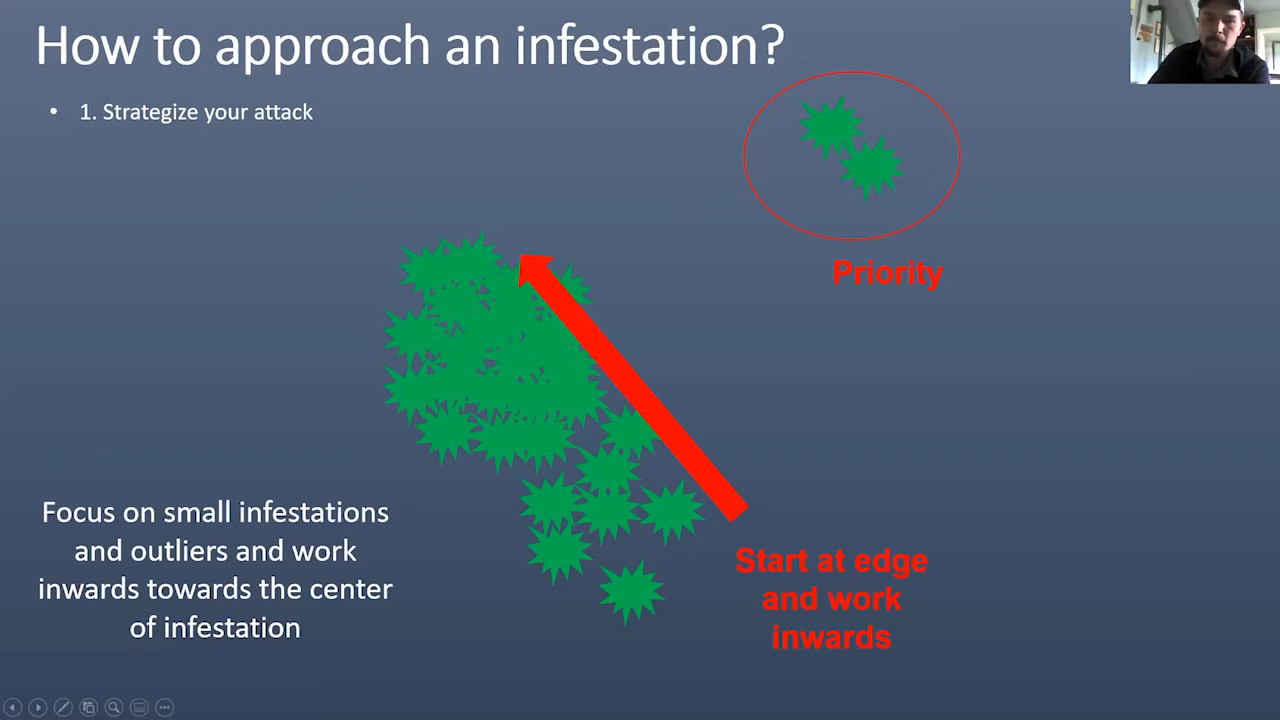 How to approach an infestation?
• 1. Strategize your attack
Priority
Focus on small infestations
and outliers and work
inwards towards the center
of infestation
Start at edge
and work
inwards